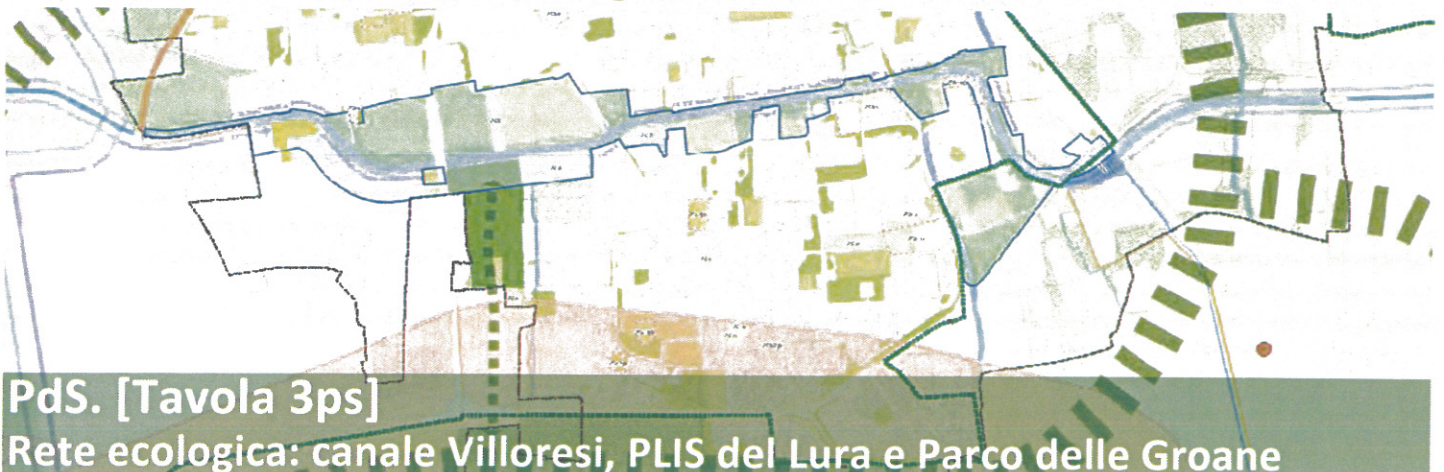 PdS. [Tavola 3ps]
Rete ecologica: canale Villoresi, PLIS del Lura e Parco delle Groane